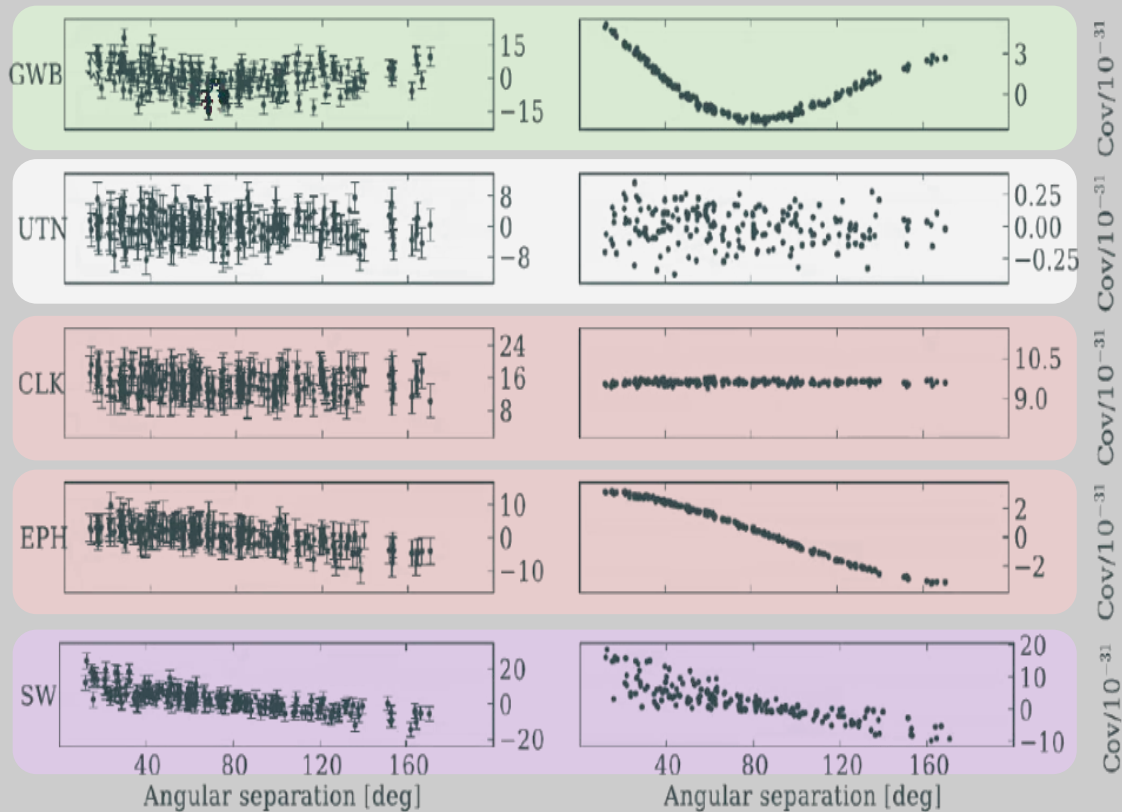 GWB 15 0 −15 3 0 Cov/10⁻³¹
UTN 8 0 −8 0.25 0.00 −0.25 Cov/10⁻³¹
CLK 24 16 8 10.5 9.0 Cov/10⁻³¹
EPH 10 0 −10 2 0 −2 Cov/10⁻³¹
SW 20 0 −20 20 10 0 −10 Cov/10⁻³¹
40 80 120 160 40 80 120 160
Angular separation [deg] Angular separation [deg]